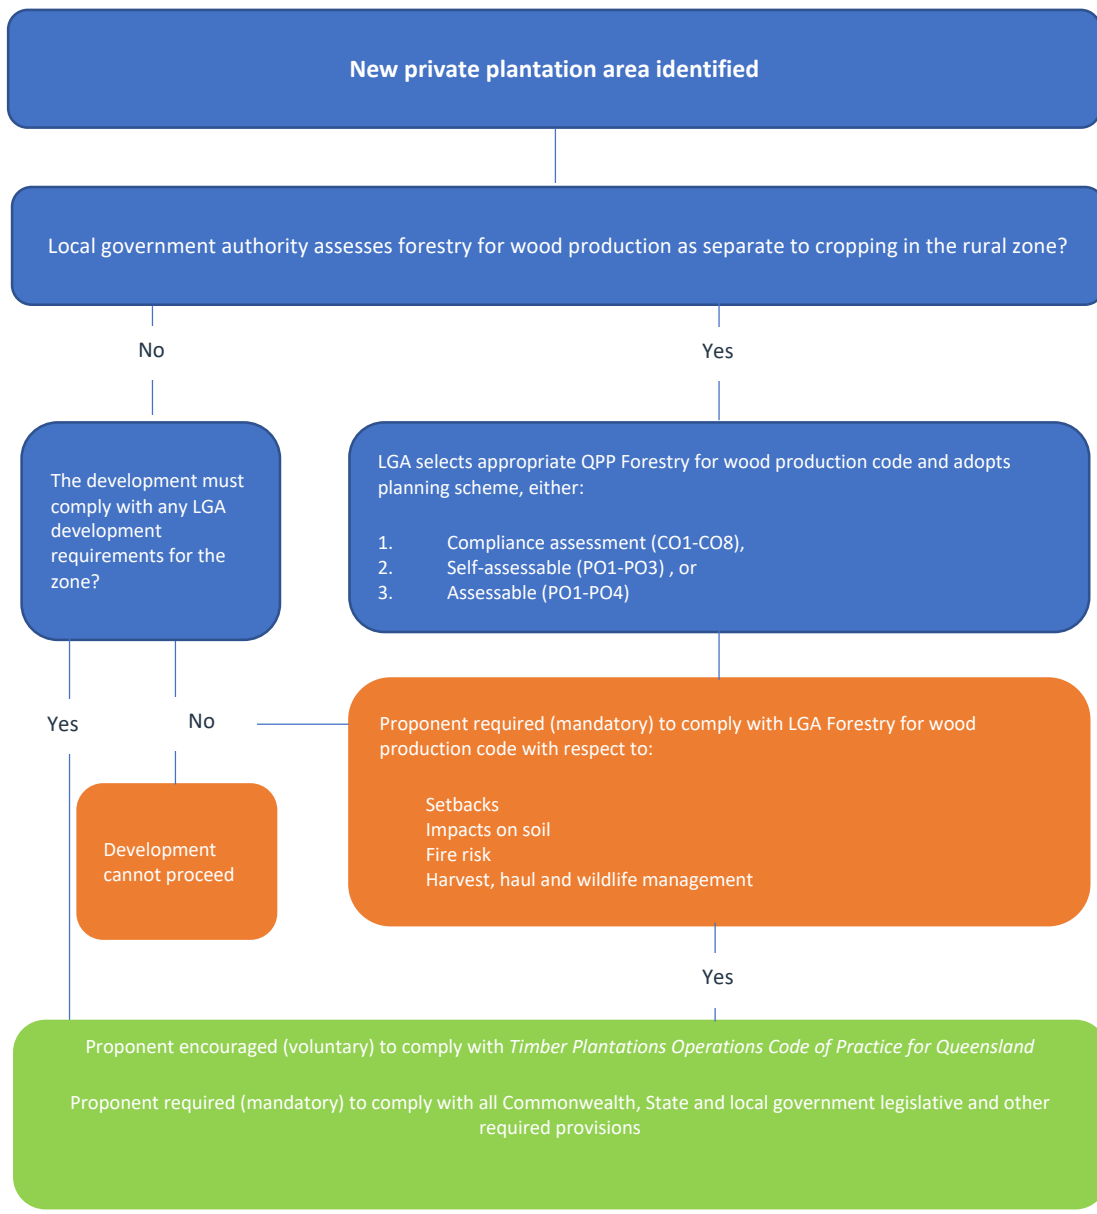 New private plantation area identified
Local government authority assesses forestry for wood production as separate to cropping in the rural zone?
No
Yes
The development must
comply with any LGA
development
requirements for the
zone?
LGA selects appropriate QPP Forestry for wood production code and adopts
planning scheme, either:
1. Compliance assessment (CO1-CO8),
2. Self-assessable (PO1-PO3) , or
3. Assessable (PO1-PO4)
Yes
No
Proponent required (mandatory) to comply with LGA Forestry for wood
production code with respect to:
Setbacks
Impacts on soil
Fire risk
Harvest, haul and wildlife management
Development
cannot proceed
Yes
Proponent encouraged (voluntary) to comply with Timber Plantations Operations Code of Practice for Queensland
Proponent required (mandatory) to comply with all Commonwealth, State and local government legislative and other
required provisions